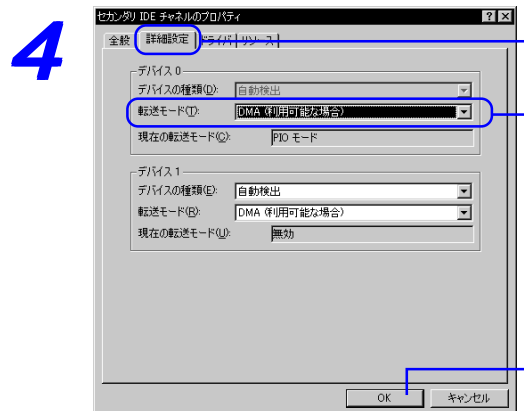 4
セカンダリ IDE チャネルのプロパティ
? ×
全般 詳細設定 ドライバ リソース
デバイス 0
デバイスの種類(D): 自動検出
転送モード(T): DMA (利用可能な場合)
現在の転送モード(C): PIO モード
デバイス 1
デバイスの種類(E): 自動検出
転送モード(R): DMA (利用可能な場合)
現在の転送モード(U): 無効
OK キャンセル